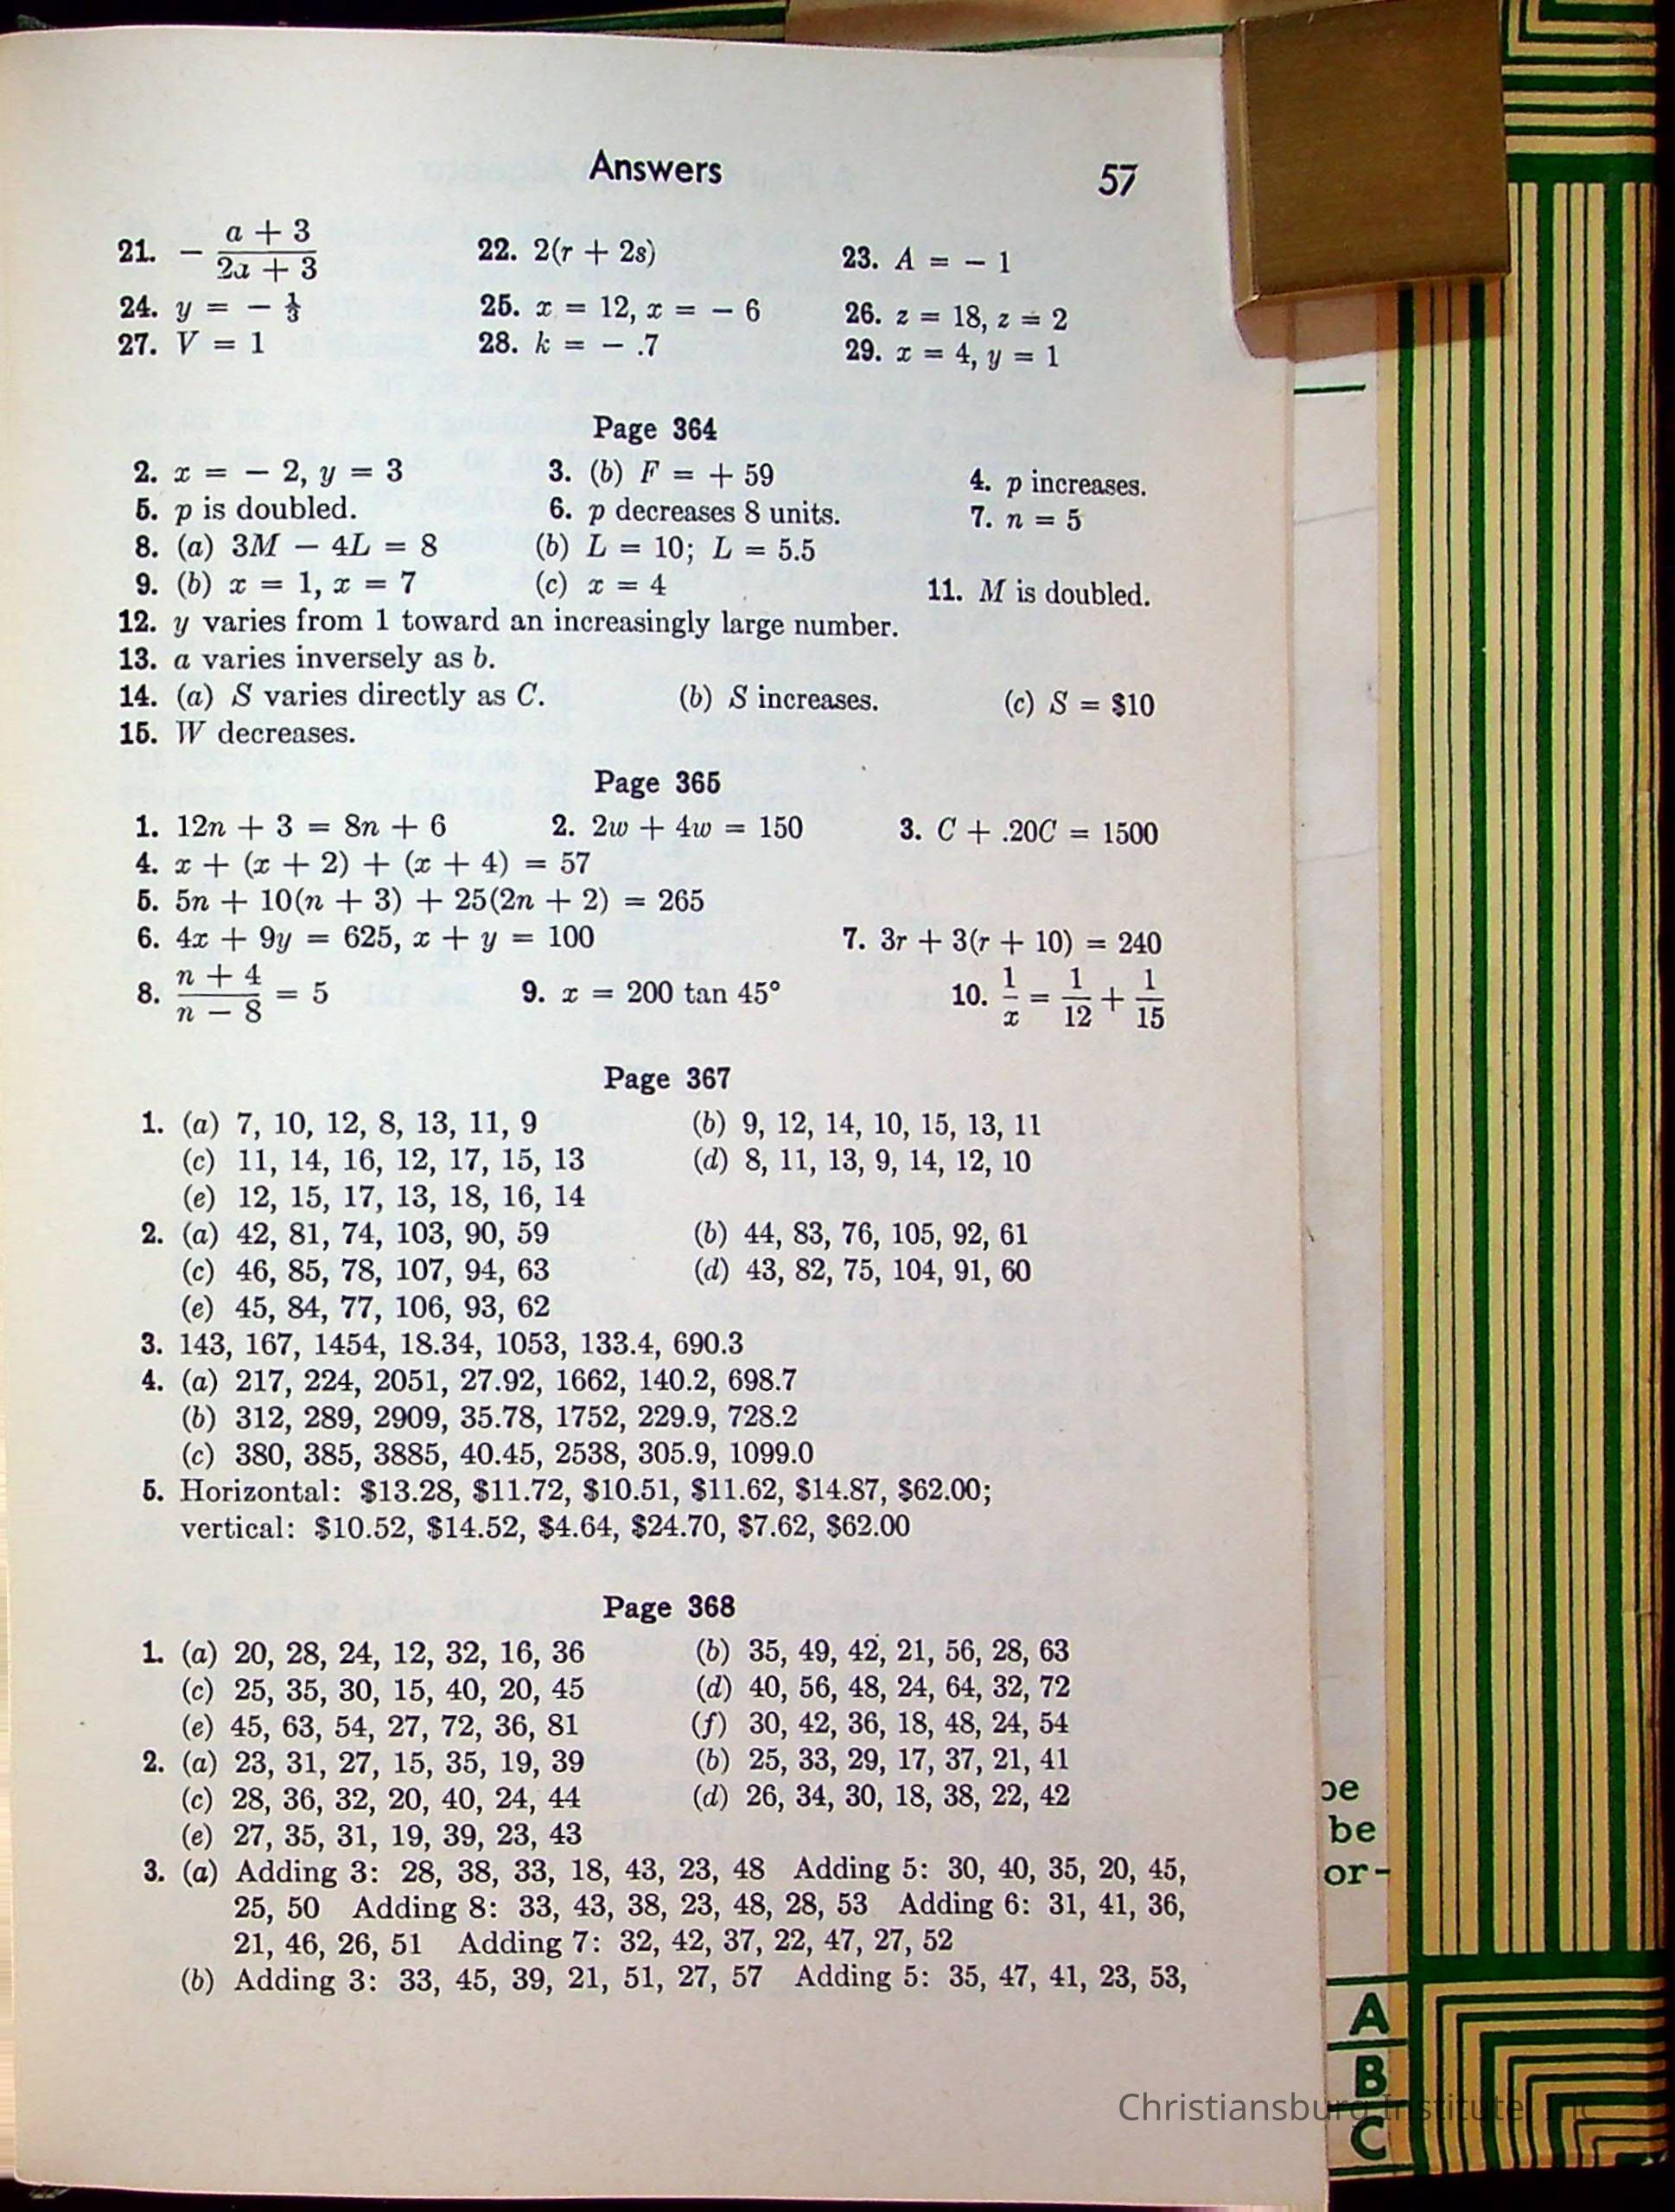 Answers 57
21. − (a + 3)/(2a + 3) 22. 2(r + 2s) 23. A = − 1
24. y = − 1/3 25. x = 12, x = − 6 26. z = 18, z = 2
27. V = 1 28. k = − .7 29. x = 4, y = 1
Page 364
2. x = − 2, y = 3 3. (b) F = + 59 4. p increases.
5. p is doubled. 6. p decreases 8 units. 7. n = 5
8. (a) 3M − 4L = 8 (b) L = 10; L = 5.5
9. (b) x = 1, x = 7 (c) x = 4 11. M is doubled.
12. y varies from 1 toward an increasingly large number.
13. a varies inversely as b.
14. (a) S varies directly as C. (b) S increases. (c) S = $10
15. W decreases.
Page 365
1. 12n + 3 = 8n + 6 2. 2w + 4w = 150 3. C + .20C = 1500
4. x + (x + 2) + (x + 4) = 57
5. 5n + 10(n + 3) + 25(2n + 2) = 265
6. 4x + 9y = 625, x + y = 100 7. 3r + 3(r + 10) = 240
8. (n + 4)/(n − 8) = 5 9. x = 200 tan 45° 10. 1/x = 1/12 + 1/15
Page 367
1. (a) 7, 10, 12, 8, 13, 11, 9 (b) 9, 12, 14, 10, 15, 13, 11
(c) 11, 14, 16, 12, 17, 15, 13 (d) 8, 11, 13, 9, 14, 12, 10
(e) 12, 15, 17, 13, 18, 16, 14
2. (a) 42, 81, 74, 103, 90, 59 (b) 44, 83, 76, 105, 92, 61
(c) 46, 85, 78, 107, 94, 63 (d) 43, 82, 75, 104, 91, 60
(e) 45, 84, 77, 106, 93, 62
3. 143, 167, 1454, 18.34, 1053, 133.4, 690.3
4. (a) 217, 224, 2051, 27.92, 1662, 140.2, 698.7
(b) 312, 289, 2909, 35.78, 1752, 229.9, 728.2
(c) 380, 385, 3885, 40.45, 2538, 305.9, 1099.0
5. Horizontal: $13.28, $11.72, $10.51, $11.62, $14.87, $62.00;
vertical: $10.52, $14.52, $4.64, $24.70, $7.62, $62.00
Page 368
1. (a) 20, 28, 24, 12, 32, 16, 36 (b) 35, 49, 42, 21, 56, 28, 63
(c) 25, 35, 30, 15, 40, 20, 45 (d) 40, 56, 48, 24, 64, 32, 72
(e) 45, 63, 54, 27, 72, 36, 81 (f) 30, 42, 36, 18, 48, 24, 54
2. (a) 23, 31, 27, 15, 35, 19, 39 (b) 25, 33, 29, 17, 37, 21, 41
(c) 28, 36, 32, 20, 40, 24, 44 (d) 26, 34, 30, 18, 38, 22, 42
(e) 27, 35, 31, 19, 39, 23, 43
3. (a) Adding 3: 28, 38, 33, 18, 43, 23, 48 Adding 5: 30, 40, 35, 20, 45,
25, 50 Adding 8: 33, 43, 38, 23, 48, 28, 53 Adding 6: 31, 41, 36,
21, 46, 26, 51 Adding 7: 32, 42, 37, 22, 47, 27, 52
(b) Adding 3: 33, 45, 39, 21, 51, 27, 57 Adding 5: 35, 47, 41, 23, 53,
be
or-
A
B
C
Christiansburg Institute, Inc